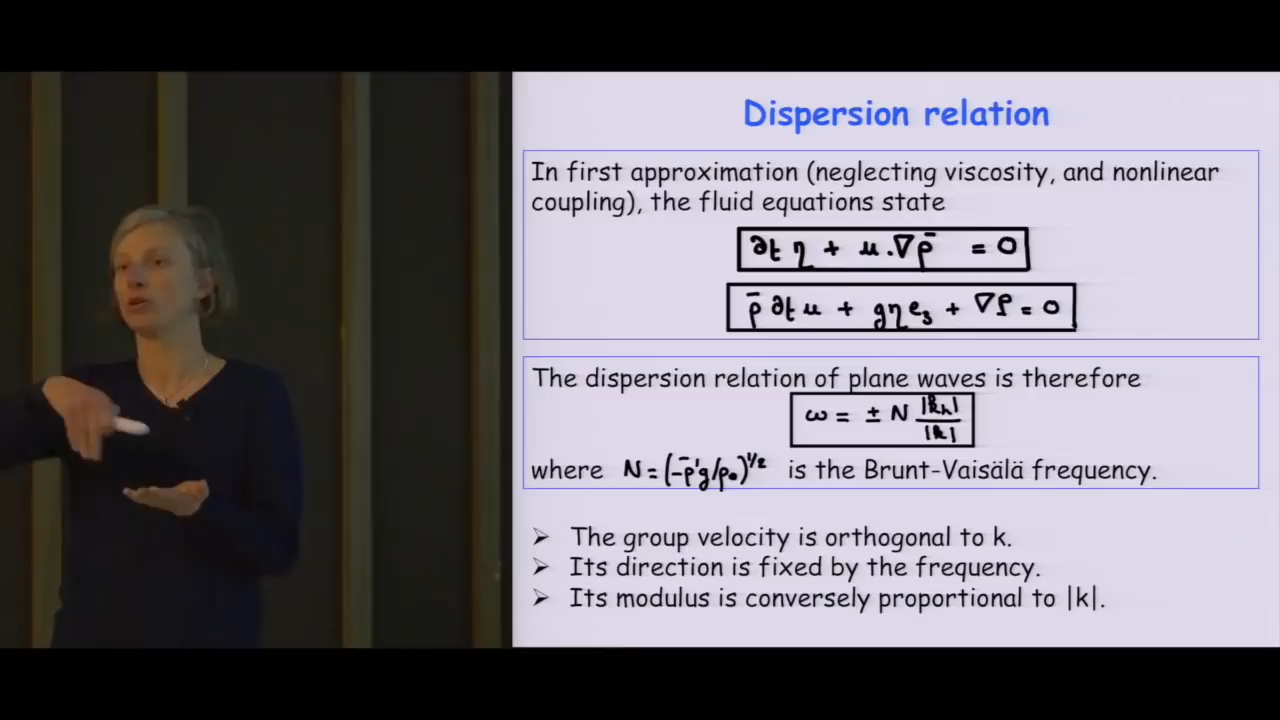 Dispersion relation
In first approximation (neglecting viscosity, and nonlinear
coupling), the fluid equations state
∂t η + u.∇ρ̄ = 0
ρ̄ ∂t u + gηe₃ + ∇P = 0
The dispersion relation of plane waves is therefore
ω = ± N |kₕ|/|k|
where N = (-ρ̄'g/ρ₀)^1/2 is the Brunt-Vaisälä frequency.
➢ The group velocity is orthogonal to k.
➢ Its direction is fixed by the frequency.
➢ Its modulus is conversely proportional to |k|.